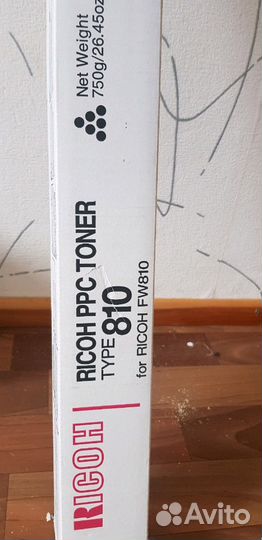 RICOH
RICOH PPC TONER
TYPE 810
for RICOH FW810
Net Weight
750g/26.45oz
Avito